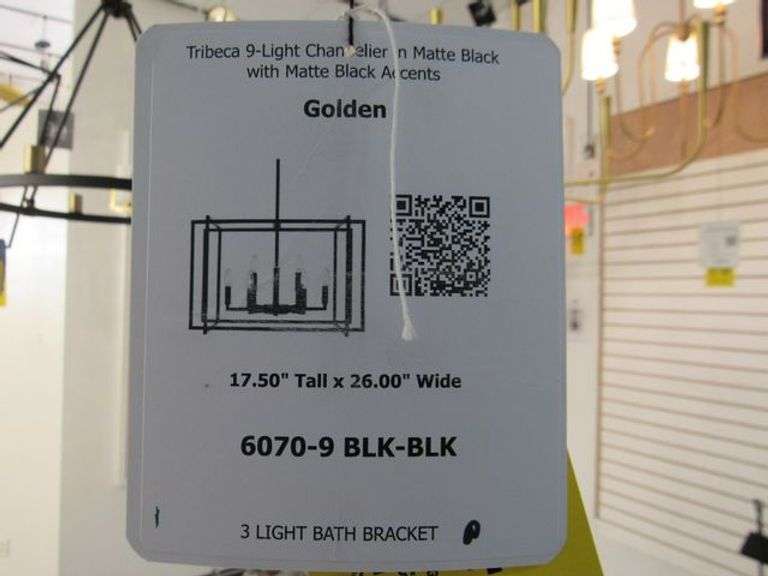 Tribeca 9-Light Chandelier in Matte Black
with Matte Black Accents
Golden
17.50" Tall x 26.00" Wide
6070-9 BLK-BLK
3 LIGHT BATH BRACKET P